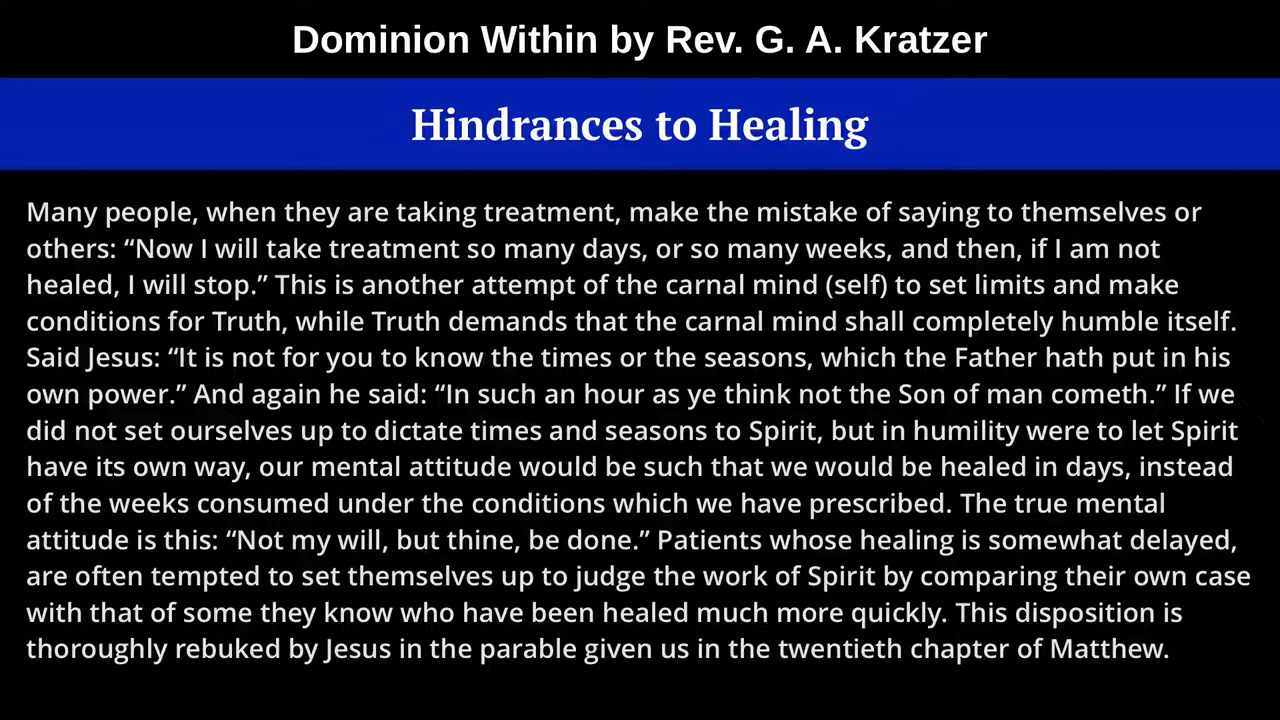 Dominion Within by Rev. G. A. Kratzer
Hindrances to Healing
Many people, when they are taking treatment, make the mistake of saying to themselves or
others: “Now I will take treatment so many days, or so many weeks, and then, if I am not
healed, I will stop.” This is another attempt of the carnal mind (self) to set limits and make
conditions for Truth, while Truth demands that the carnal mind shall completely humble itself.
Said Jesus: “It is not for you to know the times or the seasons, which the Father hath put in his
own power.” And again he said: “In such an hour as ye think not the Son of man cometh.” If we
did not set ourselves up to dictate times and seasons to Spirit, but in humility were to let Spirit
have its own way, our mental attitude would be such that we would be healed in days, instead
of the weeks consumed under the conditions which we have prescribed. The true mental
attitude is this: “Not my will, but thine, be done.” Patients whose healing is somewhat delayed,
are often tempted to set themselves up to judge the work of Spirit by comparing their own case
with that of some they know who have been healed much more quickly. This disposition is
thoroughly rebuked by Jesus in the parable given us in the twentieth chapter of Matthew.